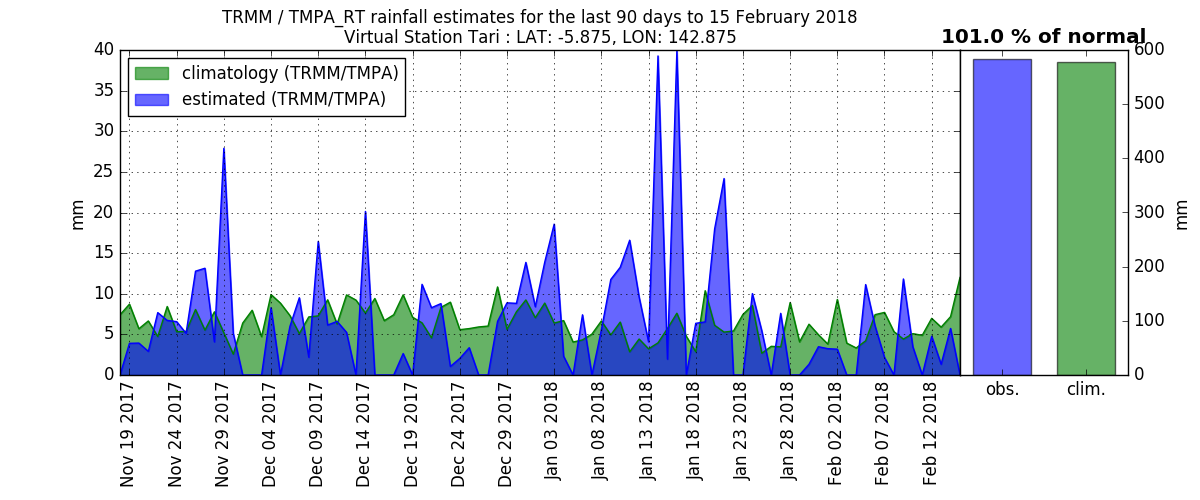 TRMM / TMPA_RT rainfall estimates for the last 90 days to 15 February 2018
Virtual Station Tari : LAT: -5.875, LON: 142.875
101.0 % of normal
climatology (TRMM/TMPA)
estimated (TRMM/TMPA)
mm
40
35
30
25
20
15
10
5
0
Nov 19 2017
Nov 24 2017
Nov 29 2017
Dec 04 2017
Dec 09 2017
Dec 14 2017
Dec 19 2017
Dec 24 2017
Dec 29 2017
Jan 03 2018
Jan 08 2018
Jan 13 2018
Jan 18 2018
Jan 23 2018
Jan 28 2018
Feb 02 2018
Feb 07 2018
Feb 12 2018
obs.
clim.
600
500
400
300
200
100
0
mm